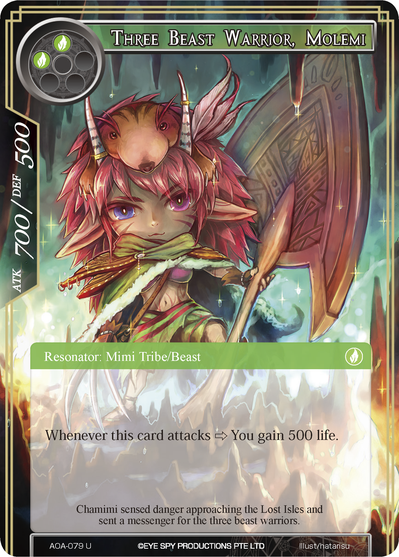 Three Beast Warrior, Molemi
ATK 700/DEF 500
Resonator: Mimi Tribe/Beast
Whenever this card attacks ⇨ You gain 500 life.
Chamimi sensed danger approaching the Lost Isles and
sent a messenger for the three beast warriors.
AOA-079 U ©EYE SPY PRODUCTIONS PTE LTD Illust/hatarisu